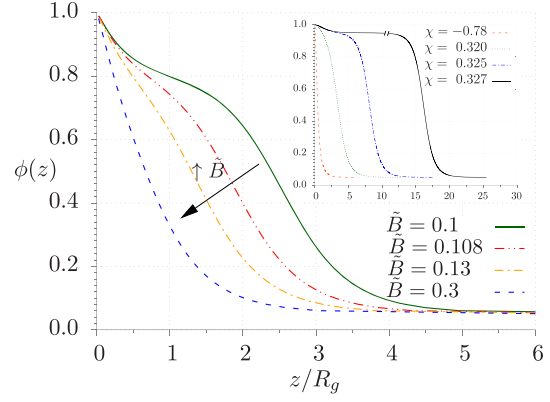 1.0
0.8
0.6
0.4
0.2
0.0
ϕ(z)
0 1 2 3 4 5 6
z/R_g
↑ B̃
B̃ = 0.1
B̃ = 0.108
B̃ = 0.13
B̃ = 0.3
1.0
0.8
0.6
0.4
0.2
0.0
0 5 10 15 20 25 30
χ = −0.78
χ = 0.320
χ = 0.325
χ = 0.327